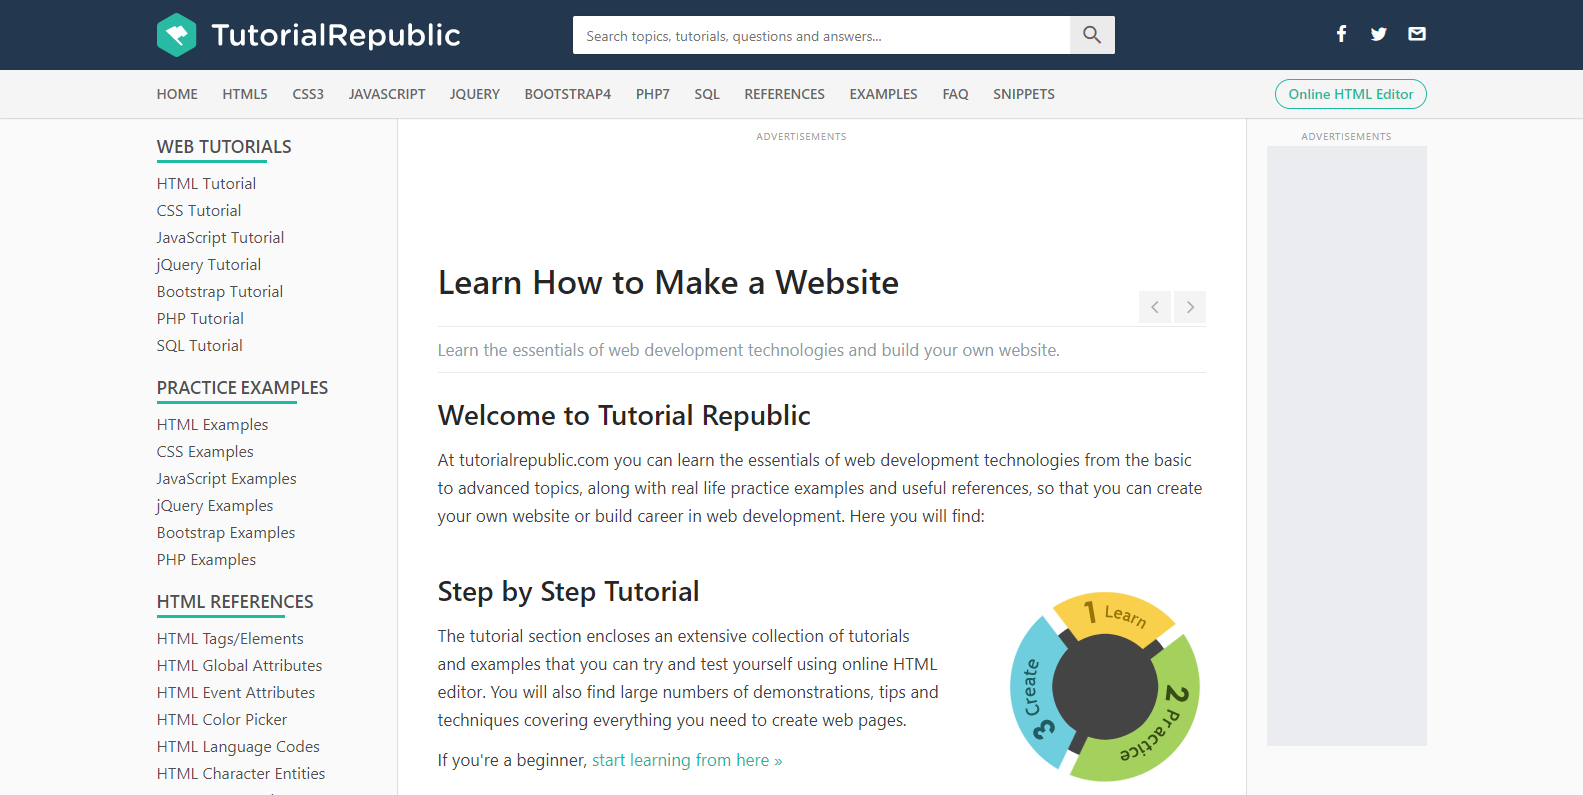 TutorialRepublic
Search topics, tutorials, questions and answers...
HOME HTML5 CSS3 JAVASCRIPT JQUERY BOOTSTRAP4 PHP7 SQL REFERENCES EXAMPLES FAQ SNIPPETS Online HTML Editor
WEB TUTORIALS
HTML Tutorial
CSS Tutorial
JavaScript Tutorial
jQuery Tutorial
Bootstrap Tutorial
PHP Tutorial
SQL Tutorial
PRACTICE EXAMPLES
HTML Examples
CSS Examples
JavaScript Examples
jQuery Examples
Bootstrap Examples
PHP Examples
HTML REFERENCES
HTML Tags/Elements
HTML Global Attributes
HTML Event Attributes
HTML Color Picker
HTML Language Codes
HTML Character Entities
ADVERTISEMENTS
Learn How to Make a Website
Learn the essentials of web development technologies and build your own website.
Welcome to Tutorial Republic
At tutorialrepublic.com you can learn the essentials of web development technologies from the basic
to advanced topics, along with real life practice examples and useful references, so that you can create
your own website or build career in web development. Here you will find:
Step by Step Tutorial
The tutorial section encloses an extensive collection of tutorials
and examples that you can try and test yourself using online HTML
editor. You will also find large numbers of demonstrations, tips and
techniques covering everything you need to create web pages.
If you're a beginner, start learning from here »
1 Learn
2 Practice
3 Create
ADVERTISEMENTS